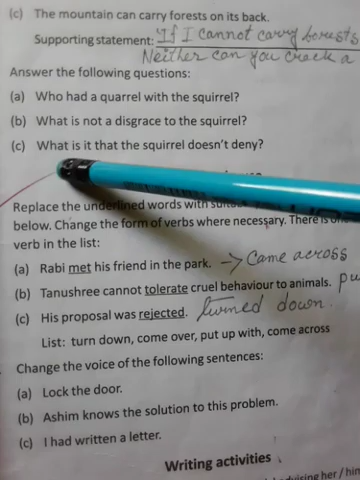 (c) The mountain can carry forests on its back.
Supporting statement: "If I cannot carry forests
Neither can you crack a
Answer the following questions:
(a) Who had a quarrel with the squirrel?
(b) What is not a disgrace to the squirrel?
(c) What is it that the squirrel doesn't deny?
Replace the underlined words with
below. Change the form of verbs where necessary. There is
verb in the list:
(a) Rabi met his friend in the park. → Came across
(b) Tanushree cannot tolerate cruel behaviour to animals. pu
(c) His proposal was rejected. turned down.
List: turn down, come over, put up with, come across
Change the voice of the following sentences:
(a) Lock the door.
(b) Ashim knows the solution to this problem.
(c) I had written a letter.
Writing activities
her / him